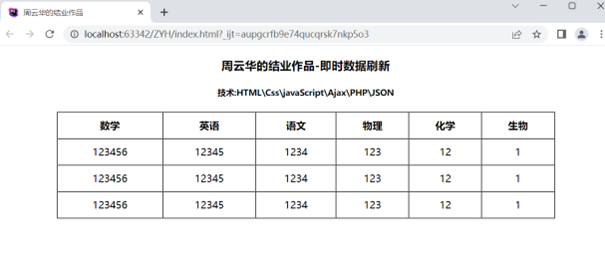 周云华的结业作品
localhost:63342/ZYH/index.html?_ijt=aupgcrfb9e74qucqrsk7nkp5o3
周云华的结业作品-即时数据刷新
技术:HTML\Css\javaScript\Ajax\PHP\JSON
数学 英语 语文 物理 化学 生物
123456 12345 1234 123 12 1
123456 12345 1234 123 12 1
123456 12345 1234 123 12 1